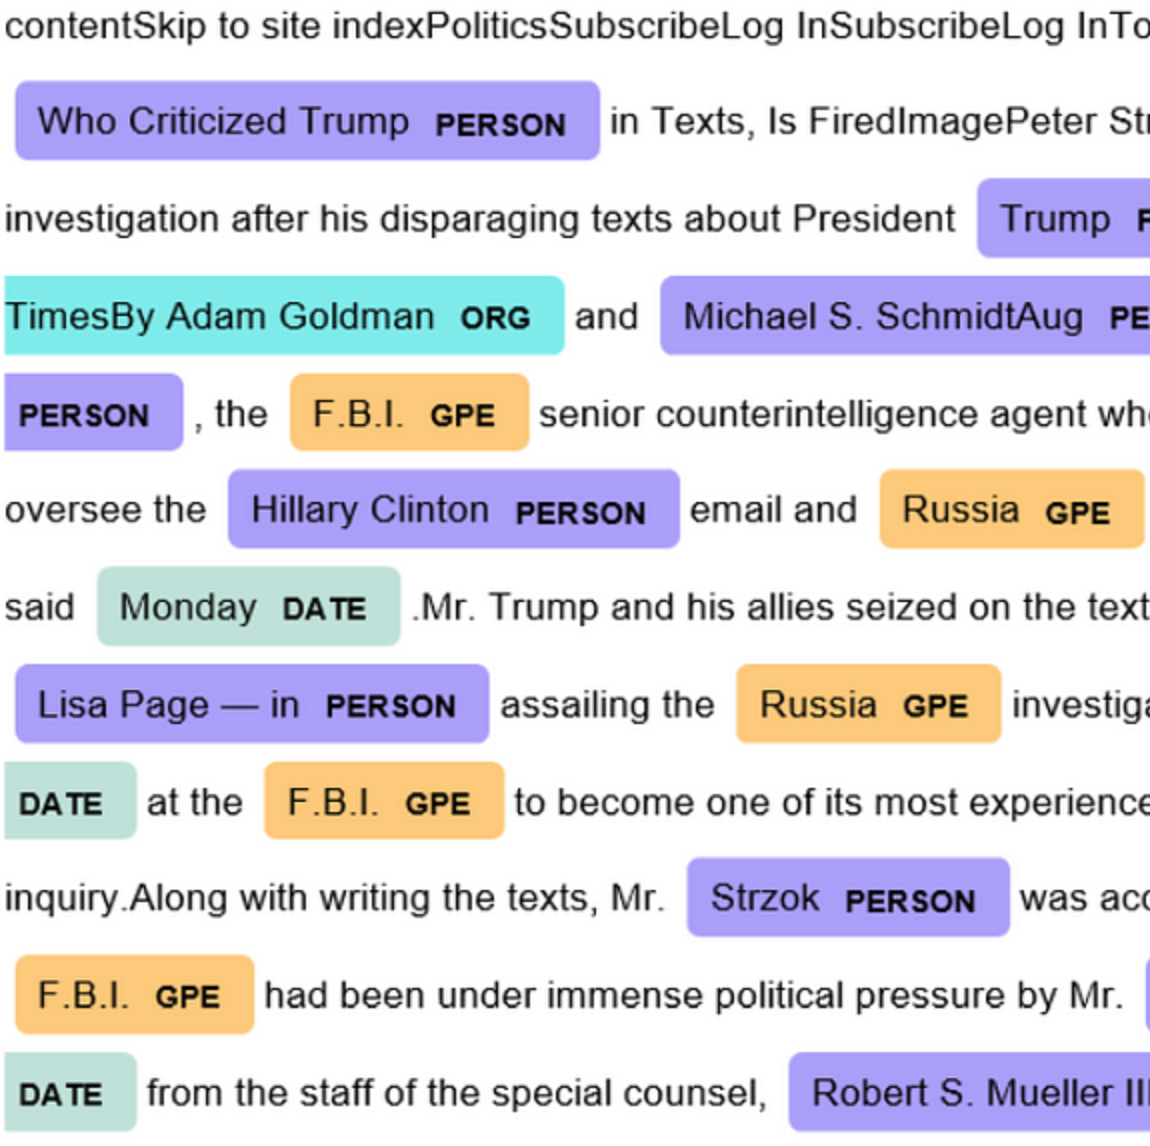 contentSkip to site indexPoliticsSubscribeLog InSubscribeLog InTo
Who Criticized Trump PERSON in Texts, Is FiredImagePeter Str
investigation after his disparaging texts about President Trump
TimesBy Adam Goldman ORG and Michael S. SchmidtAug PE
PERSON , the F.B.I. GPE senior counterintelligence agent who
oversee the Hillary Clinton PERSON email and Russia GPE
said Monday DATE .Mr. Trump and his allies seized on the text
Lisa Page — in PERSON assailing the Russia GPE investiga
DATE at the F.B.I. GPE to become one of its most experience
inquiry.Along with writing the texts, Mr. Strzok PERSON was acc
F.B.I. GPE had been under immense political pressure by Mr.
DATE from the staff of the special counsel, Robert S. Mueller III